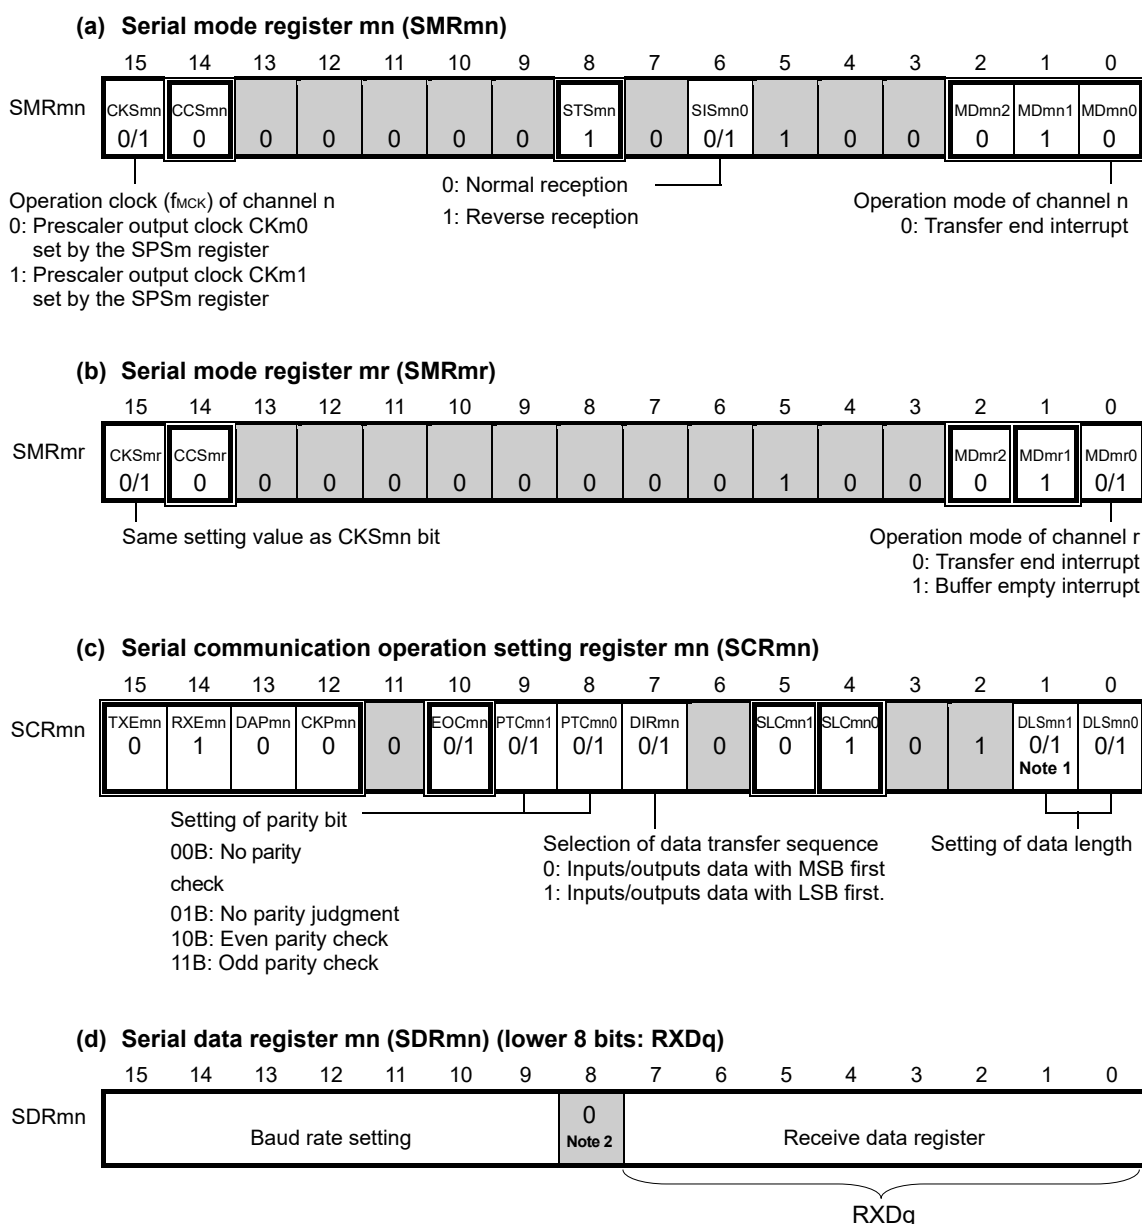 (a) Serial mode register mn (SMRmn)
15 14 13 12 11 10 9 8 7 6 5 4 3 2 1 0
SMRmn
CKSmn CCSmn STSmn SISmn0 MDmn2 MDmn1 MDmn0
0/1 0 0 0 0 0 0 1 0 0/1 1 0 0 0 1 0
Operation clock (fMCK) of channel n
0: Prescaler output clock CKm0
set by the SPSm register
1: Prescaler output clock CKm1
set by the SPSm register
0: Normal reception
1: Reverse reception
Operation mode of channel n
0: Transfer end interrupt
(b) Serial mode register mr (SMRmr)
15 14 13 12 11 10 9 8 7 6 5 4 3 2 1 0
SMRmr
CKSmr CCSmr MDmr2 MDmr1 MDmr0
0/1 0 0 0 0 0 0 0 0 0 1 0 0 0 1 0/1
Same setting value as CKSmn bit
Operation mode of channel r
0: Transfer end interrupt
1: Buffer empty interrupt
(c) Serial communication operation setting register mn (SCRmn)
15 14 13 12 11 10 9 8 7 6 5 4 3 2 1 0
SCRmn
TXEmn RXEmn DAPmn CKPmn EOCmn PTCmn1 PTCmn0 DIRmn SLCmn1 SLCmn0 DLSmn1 DLSmn0
0 1 0 0 0 0/1 0/1 0/1 0/1 0 0 1 0 1 0/1 0/1
Note 1
Setting of parity bit
00B: No parity
check
01B: No parity judgment
10B: Even parity check
11B: Odd parity check
Selection of data transfer sequence
0: Inputs/outputs data with MSB first
1: Inputs/outputs data with LSB first.
Setting of data length
(d) Serial data register mn (SDRmn) (lower 8 bits: RXDq)
15 14 13 12 11 10 9 8 7 6 5 4 3 2 1 0
SDRmn
Baud rate setting
0
Note 2
Receive data register
RXDq